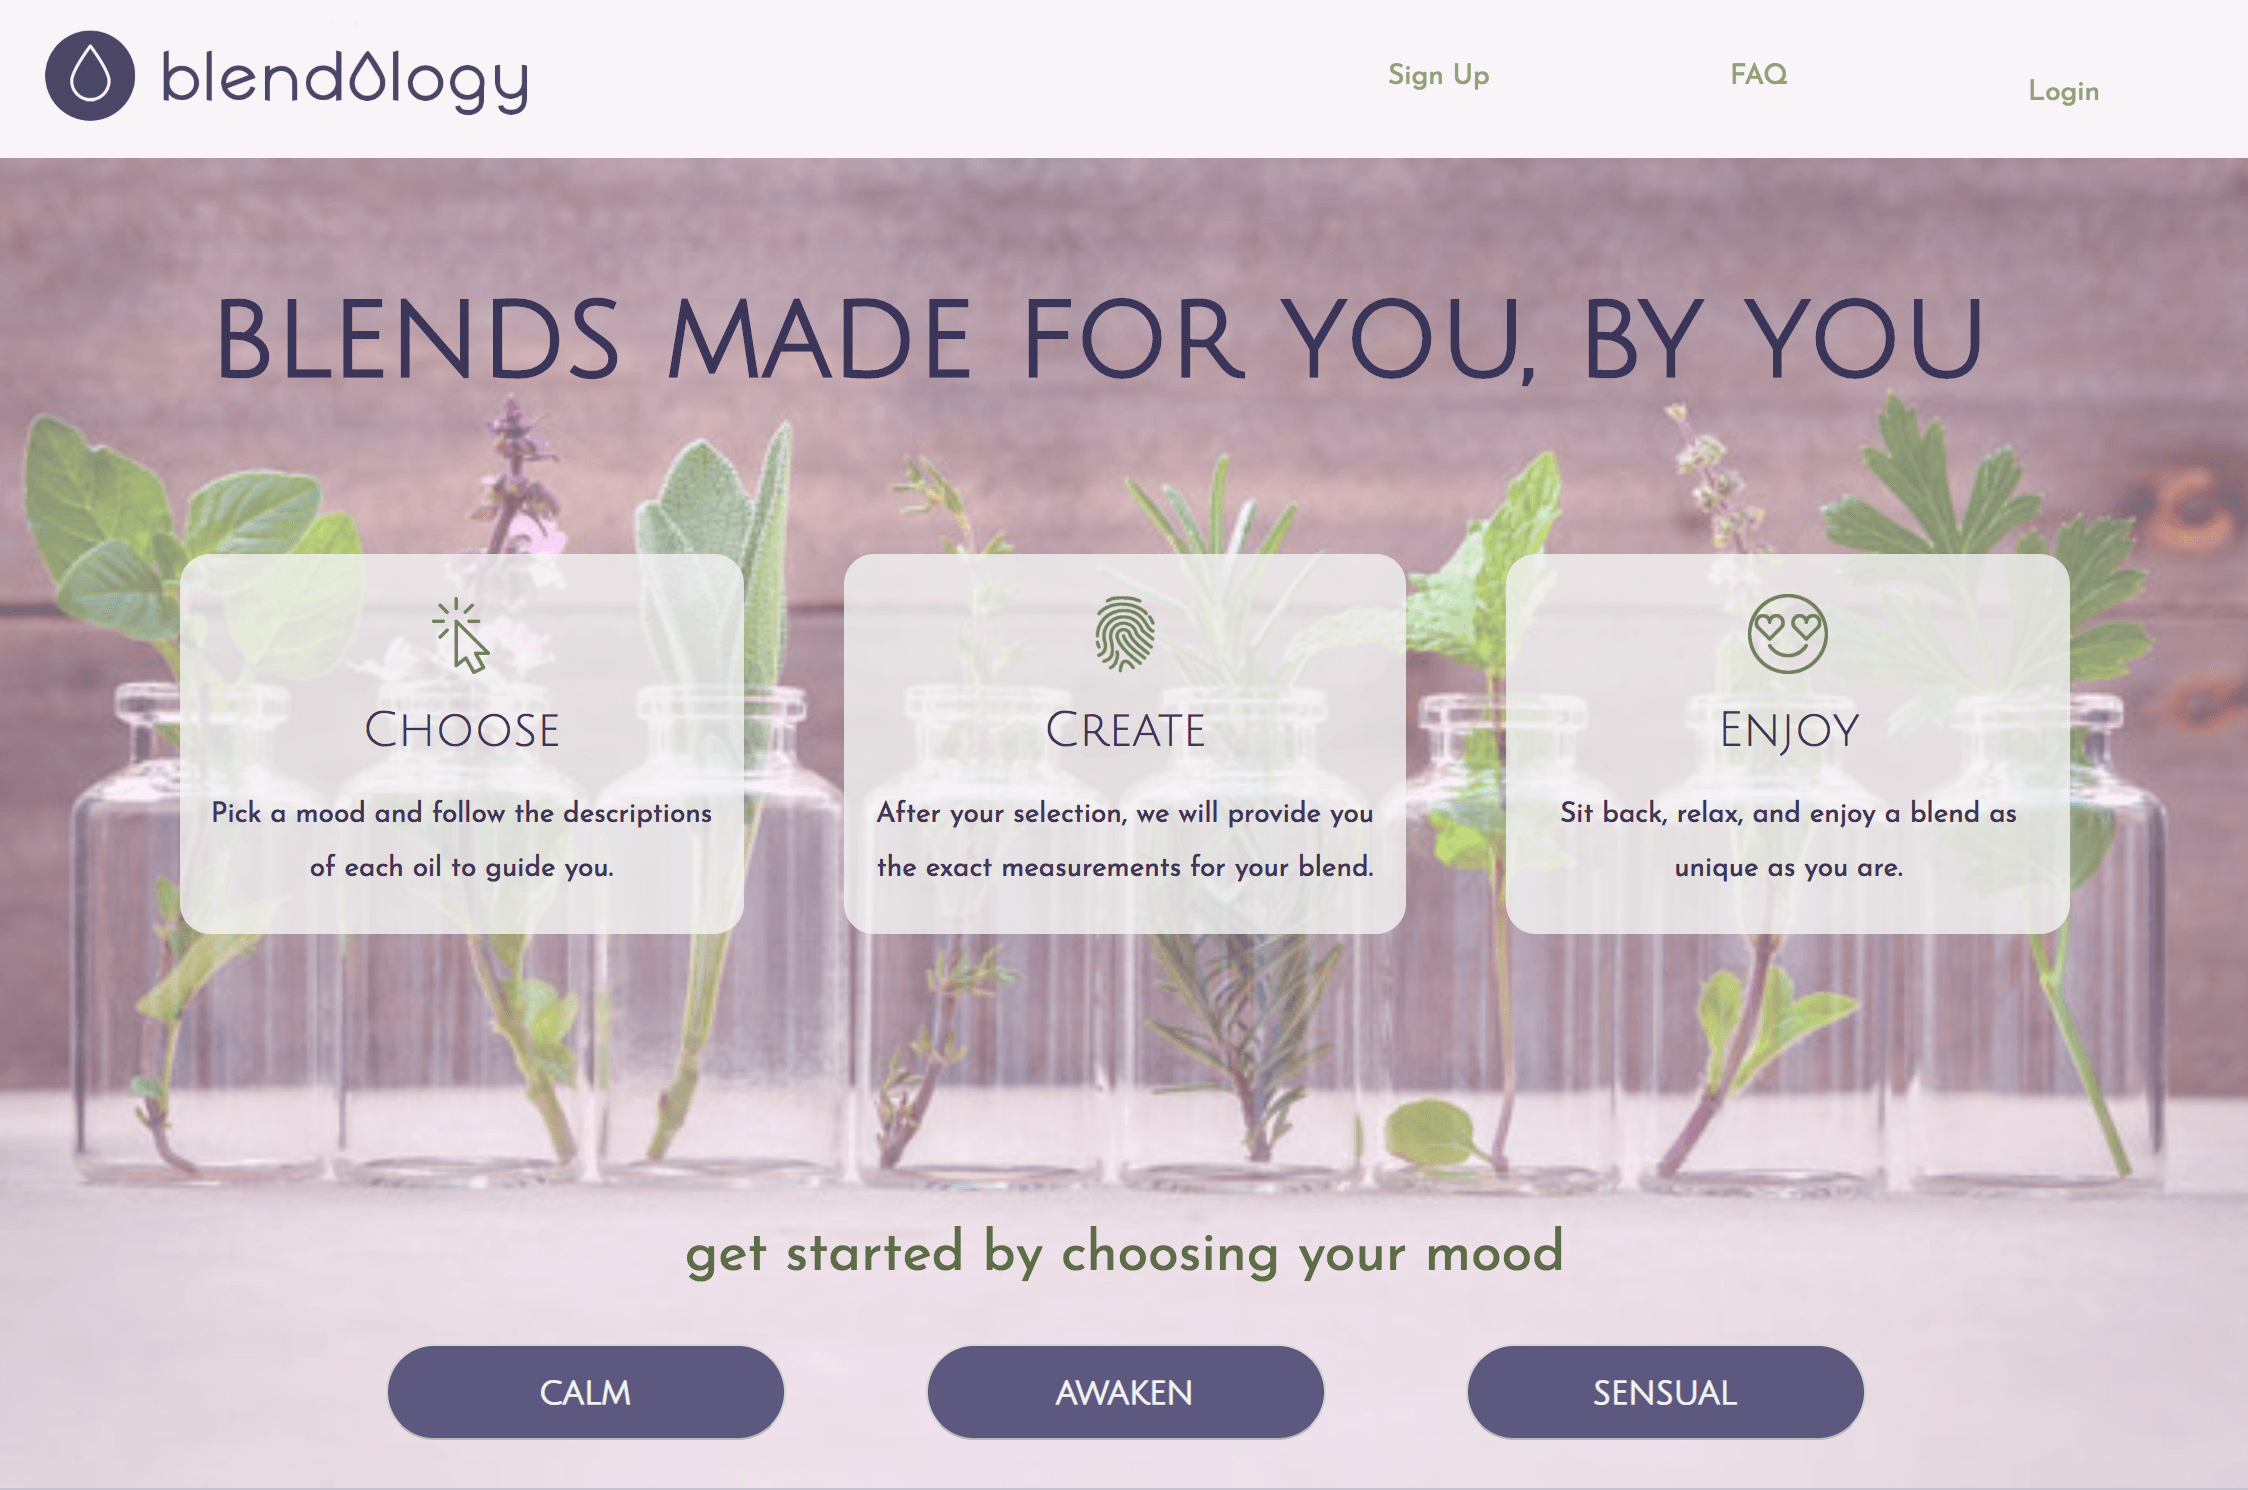 blendology
Sign Up
FAQ
Login
BLENDS MADE FOR YOU, BY YOU
CHOOSE
Pick a mood and follow the descriptions
of each oil to guide you.
CREATE
After your selection, we will provide you
the exact measurements for your blend.
ENJOY
Sit back, relax, and enjoy a blend as
unique as you are.
get started by choosing your mood
CALM
AWAKEN
SENSUAL